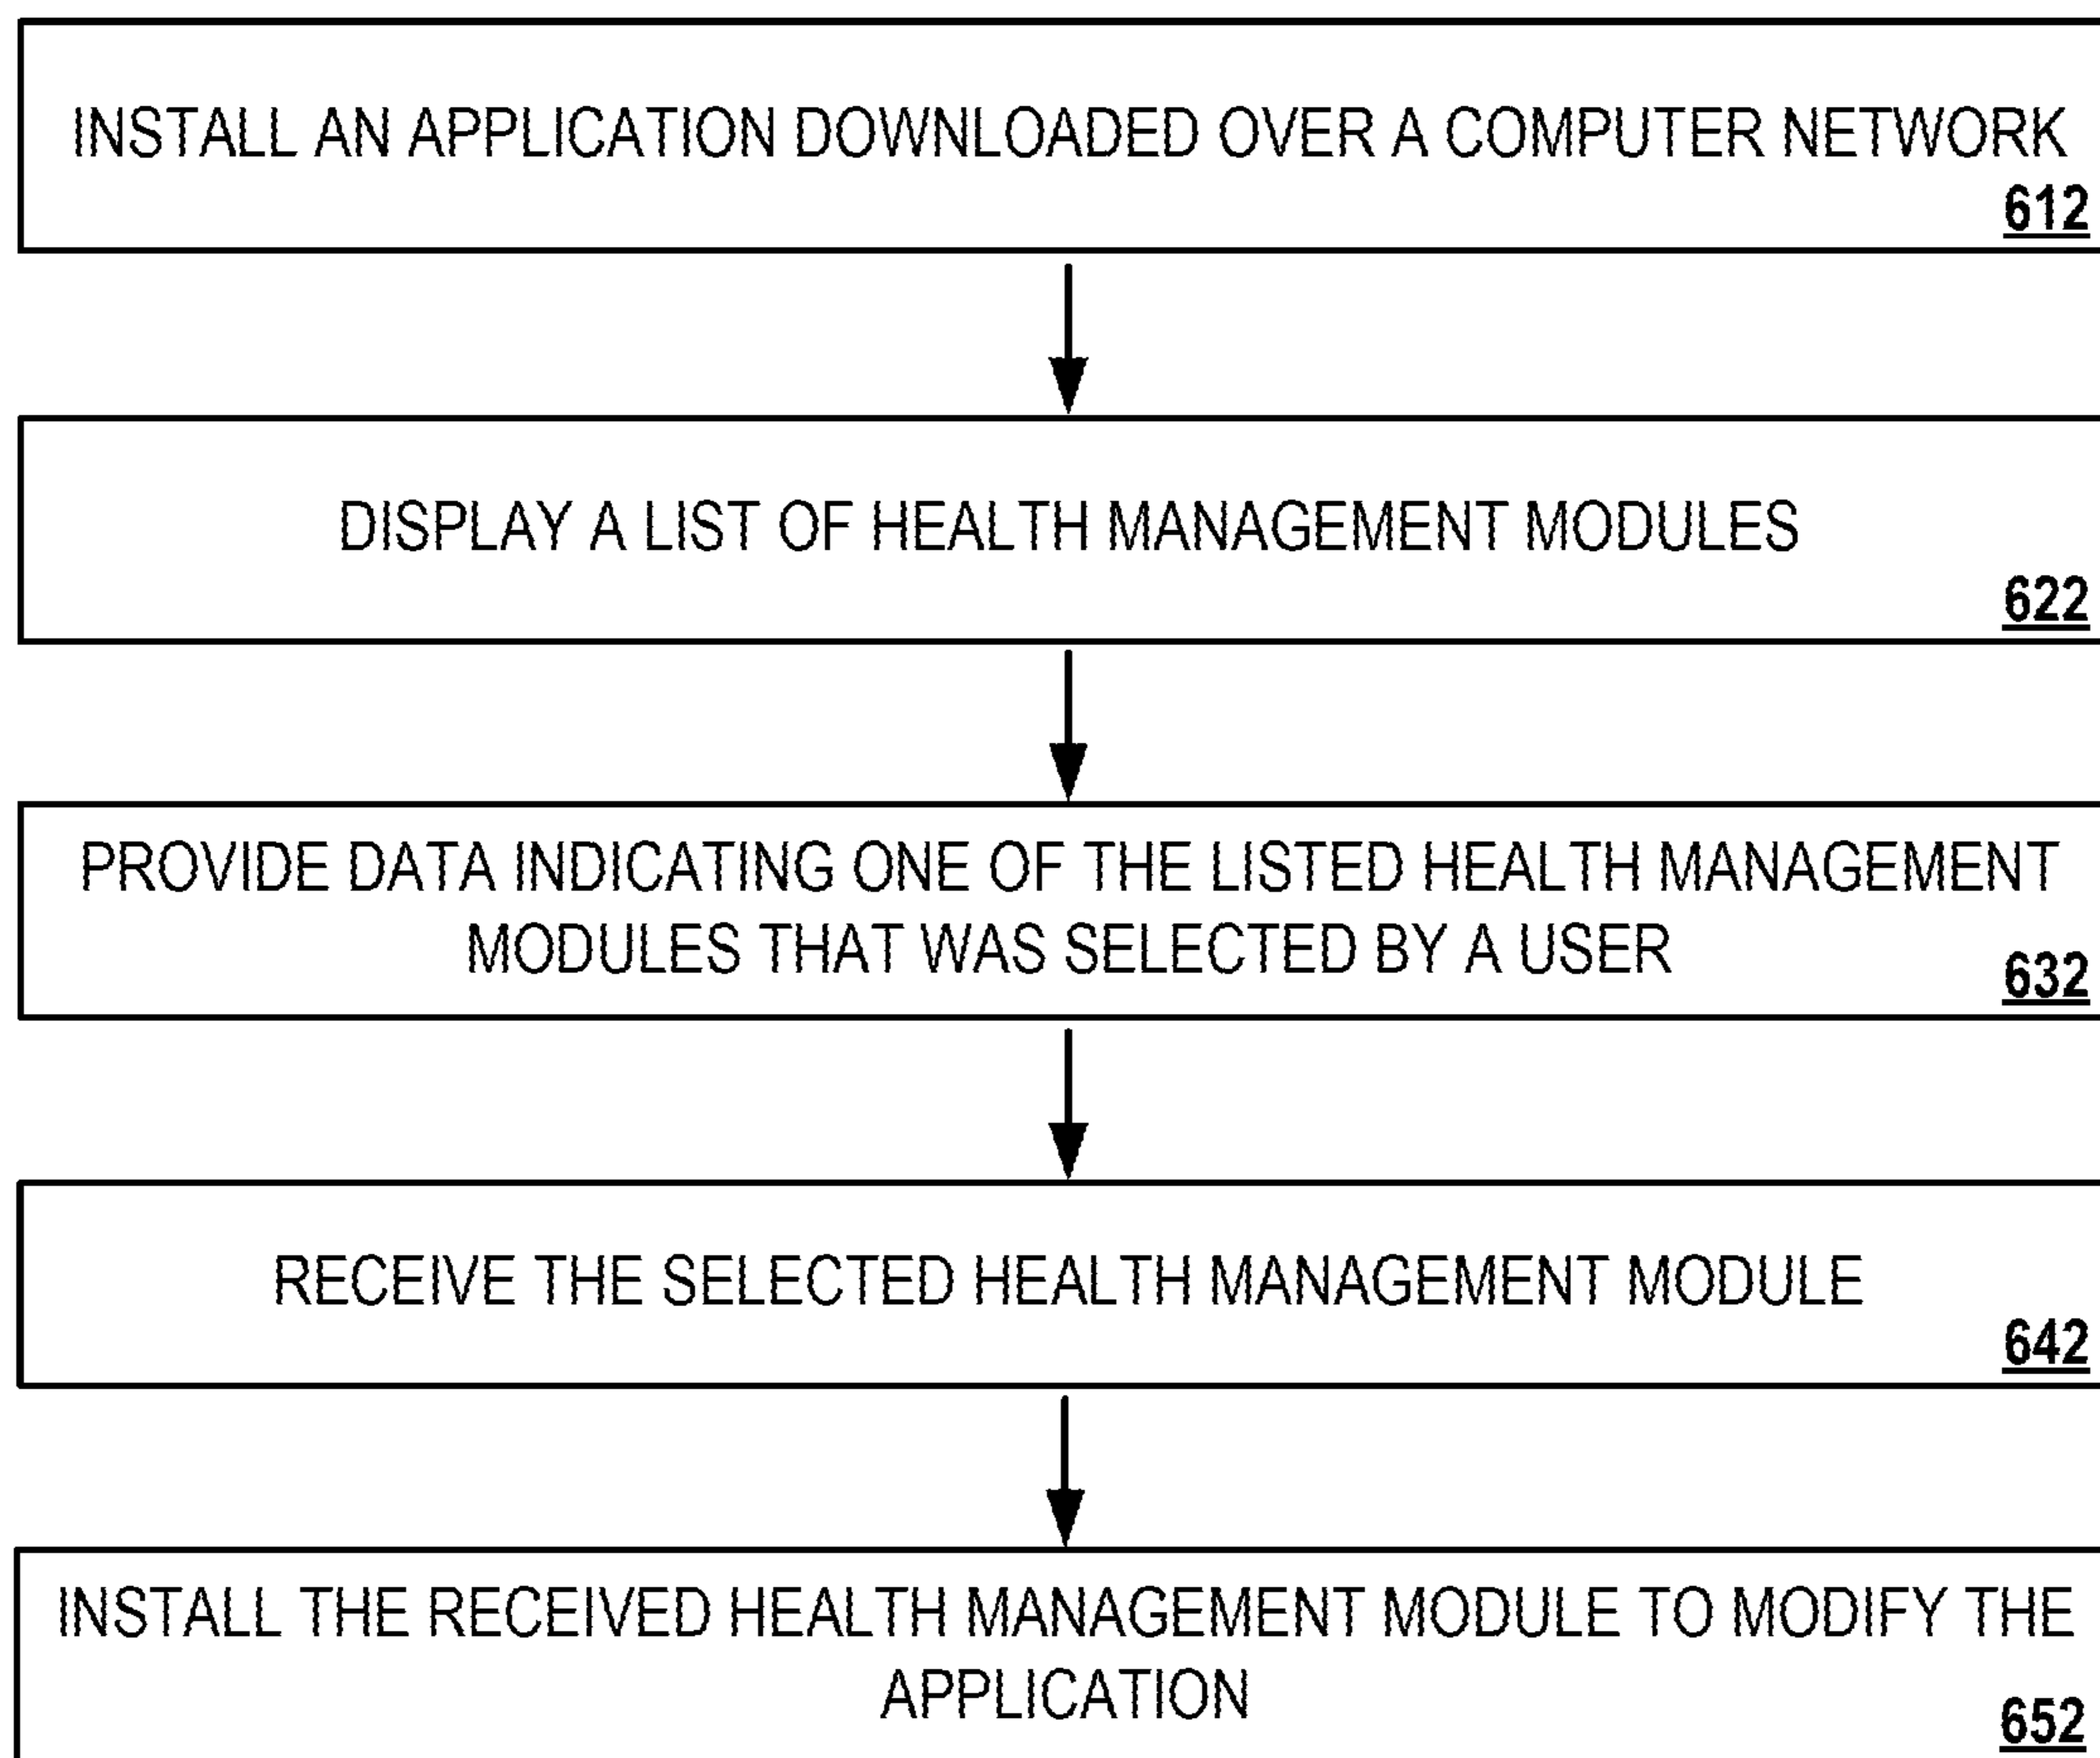 INSTALL AN APPLICATION DOWNLOADED OVER A COMPUTER NETWORK
612
DISPLAY A LIST OF HEALTH MANAGEMENT MODULES
622
PROVIDE DATA INDICATING ONE OF THE LISTED HEALTH MANAGEMENT
MODULES THAT WAS SELECTED BY A USER
632
RECEIVE THE SELECTED HEALTH MANAGEMENT MODULE
642
INSTALL THE RECEIVED HEALTH MANAGEMENT MODULE TO MODIFY THE
APPLICATION
652